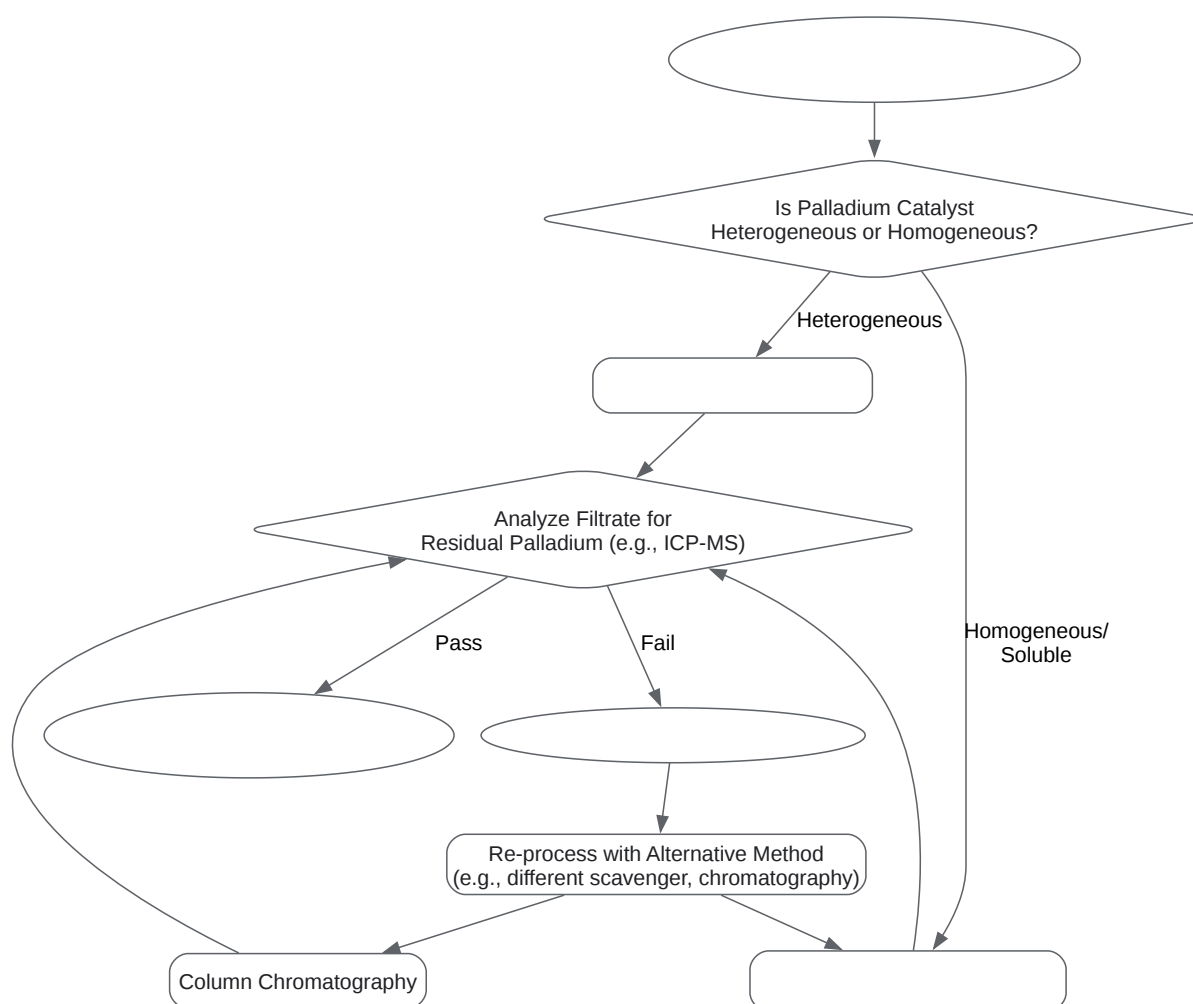 Is Palladium Catalyst
Heterogeneous or Homogeneous?
Heterogeneous
Analyze Filtrate for
Residual Palladium (e.g., ICP-MS)
Homogeneous/
Soluble
Pass
Fail
Re-process with Alternative Method
(e.g., different scavenger, chromatography)
Column Chromatography